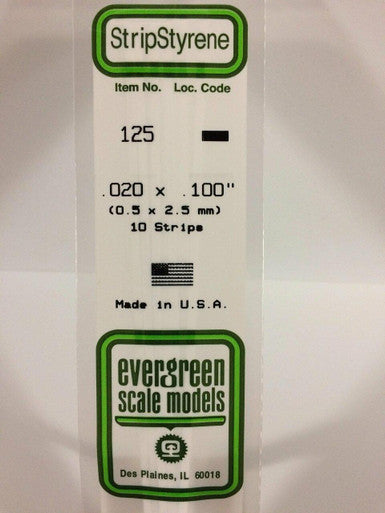 StripStyrene
Item No. Loc. Code
125
.020 x .100"
(0.5 x 2.5 mm)
10 Strips
Made in U.S.A.
evergreen
scale models
Des Plaines, IL 60018